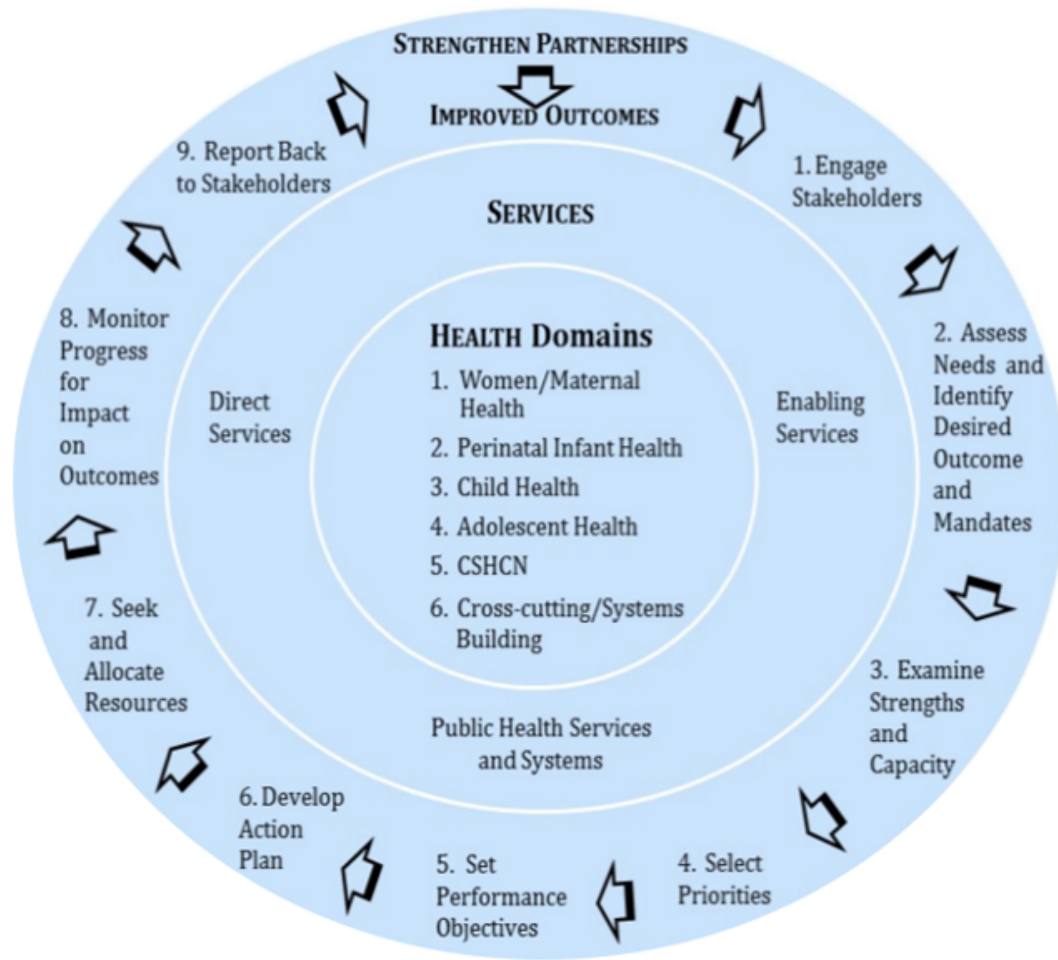 STRENGTHEN PARTNERSHIPS
IMPROVED OUTCOMES
1. Engage
Stakeholders
2. Assess
Needs and
Identify
Desired
Outcome
and
Mandates
3. Examine
Strengths
and
Capacity
4. Select
Priorities
5. Set
Performance
Objectives
6. Develop
Action
Plan
7. Seek
and
Allocate
Resources
8. Monitor
Progress
for
Impact
on
Outcomes
9. Report Back
to Stakeholders
SERVICES
Direct
Services
Enabling
Services
Public Health Services
and Systems
HEALTH Domains
1. Women/Maternal
Health
2. Perinatal Infant Health
3. Child Health
4. Adolescent Health
5. CSHCN
6. Cross-cutting/Systems
Building